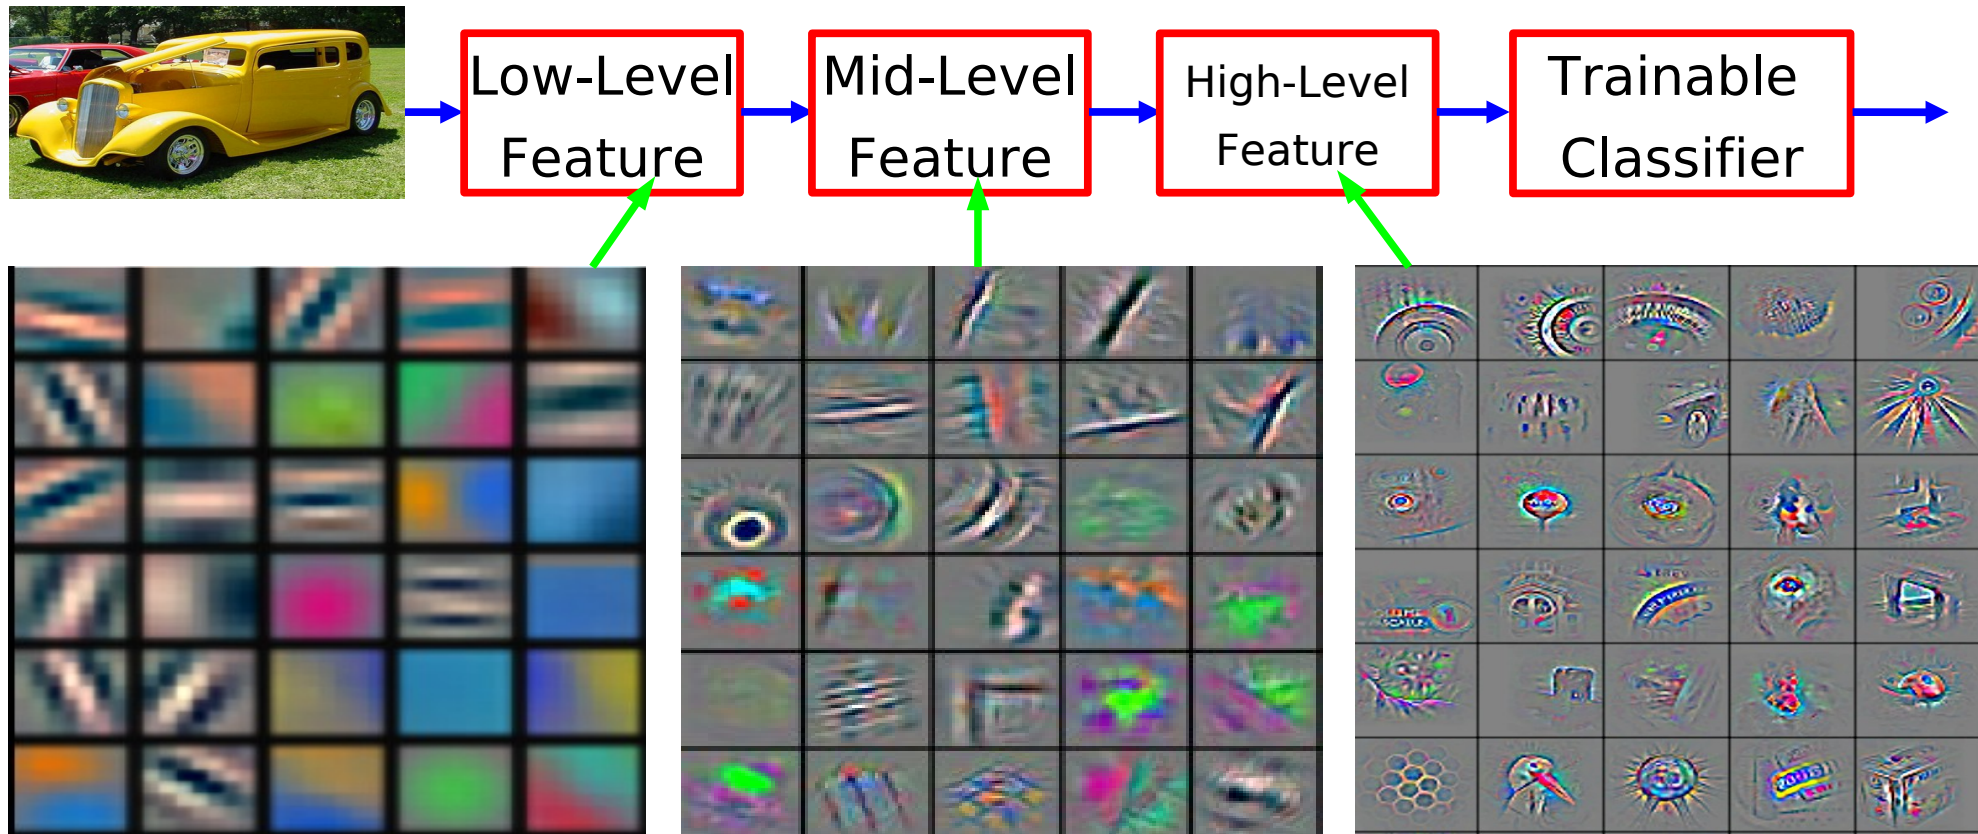 Low-Level
Feature
Mid-Level
Feature
High-Level
Feature
Trainable
Classifier